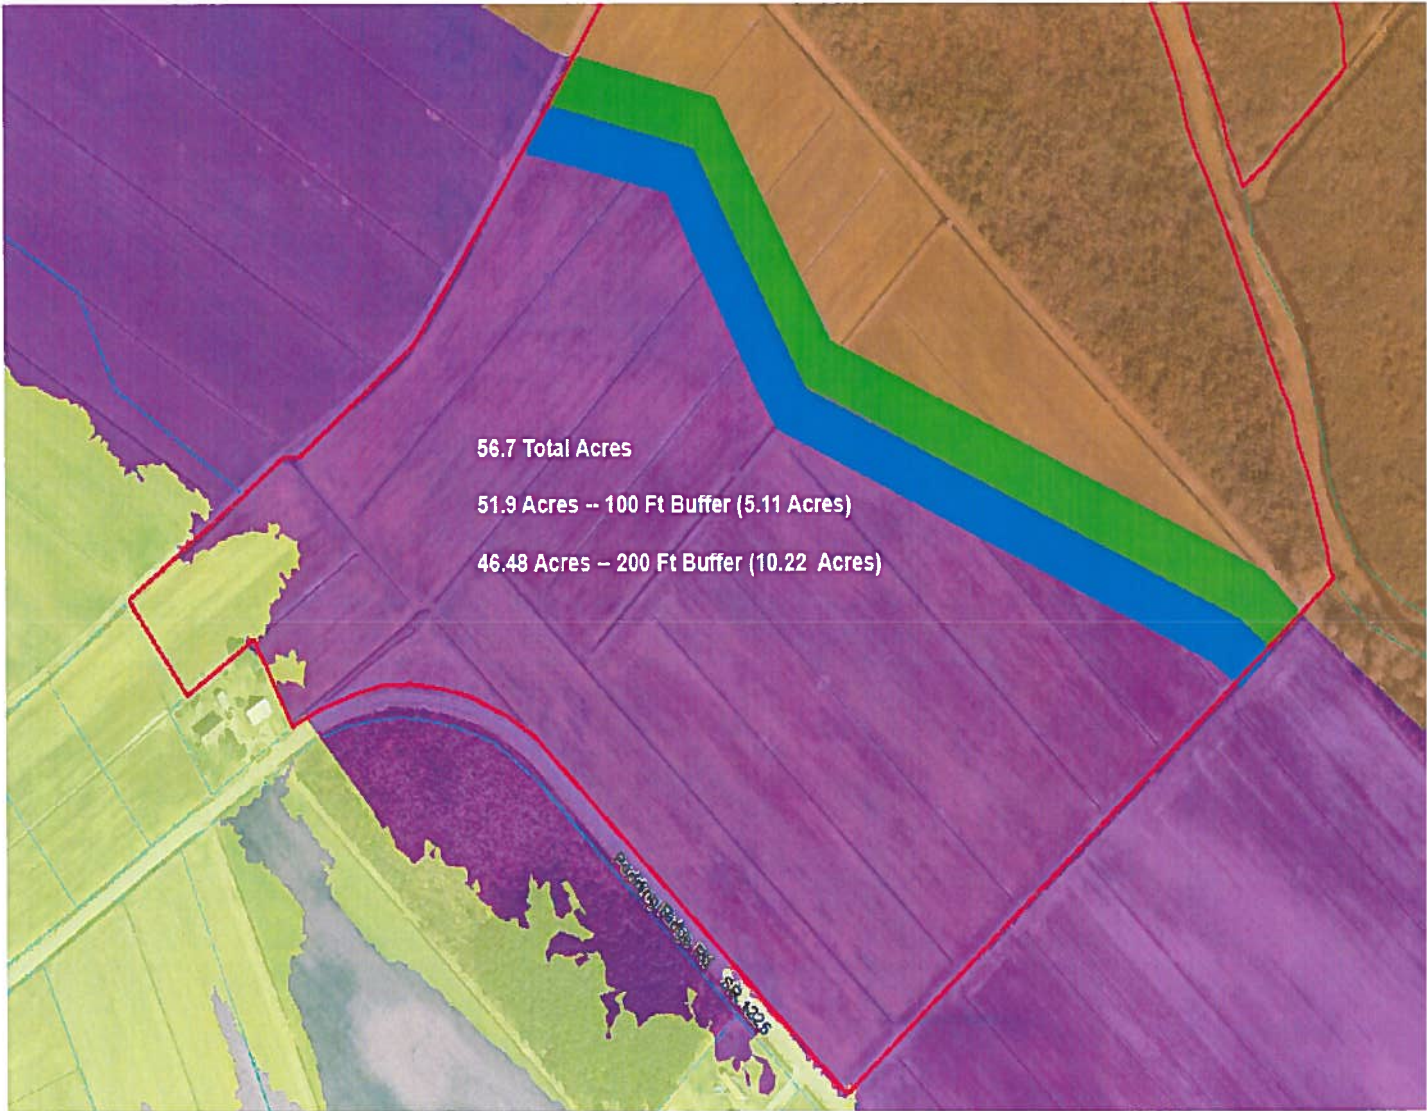 56.7 Total Acres
51.9 Acres -- 100 Ft Buffer (5.11 Acres)
46.48 Acres – 200 Ft Buffer (10.22 Acres)
Rd SR 1225